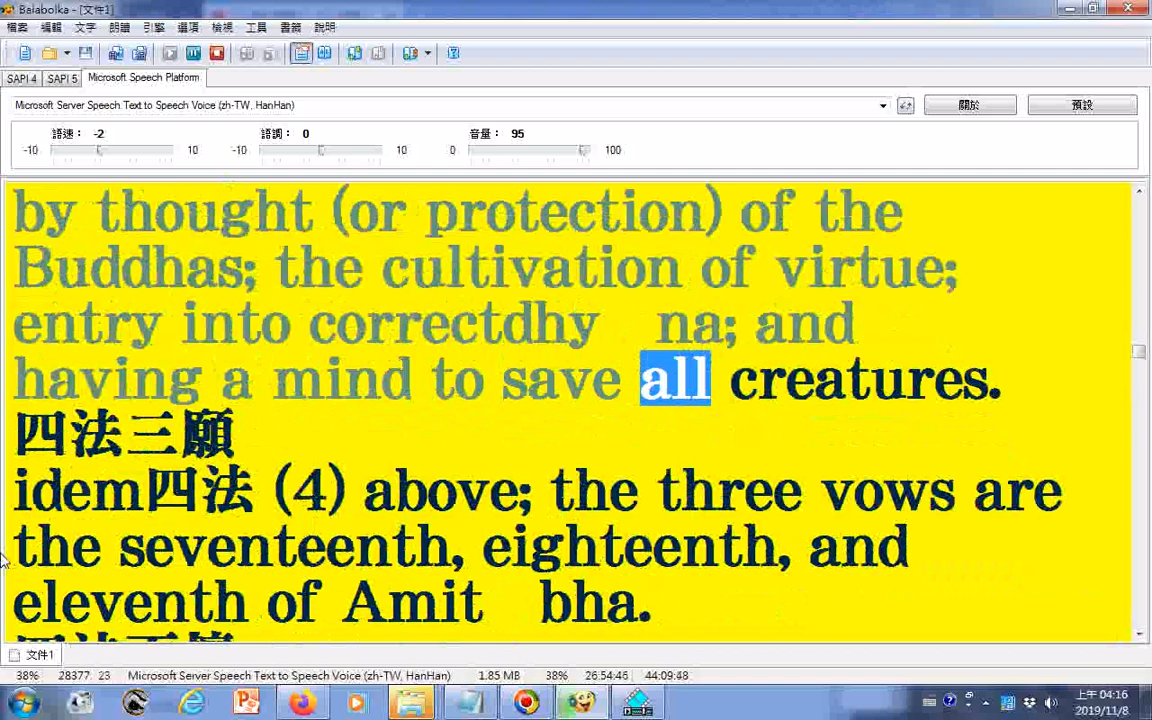 Balabolka - [文件1]
檔案 編輯 文字 朗讀 引擎 選項 檢視 工具 書籤 說明
SAPI 4 SAPI 5 Microsoft Speech Platform
Microsoft Server Speech Text to Speech Voice (zh-TW, HanHan) 關於 預設
語速： -2 語調： 0 音量： 95
-10 10 -10 10 0 100
by thought (or protection) of the
Buddhas; the cultivation of virtue;
entry into correctdhy na; and
having a mind to save all creatures.
四法三願
idem四法 (4) above; the three vows are
the seventeenth, eighteenth, and
eleventh of Amit bha.
文件1
38% 28377 23 Microsoft Server Speech Text to Speech Voice (zh-TW, HanHan) 1.85 MB 38% 26:54:46 44:09:48
上午 04:16
2019/11/8